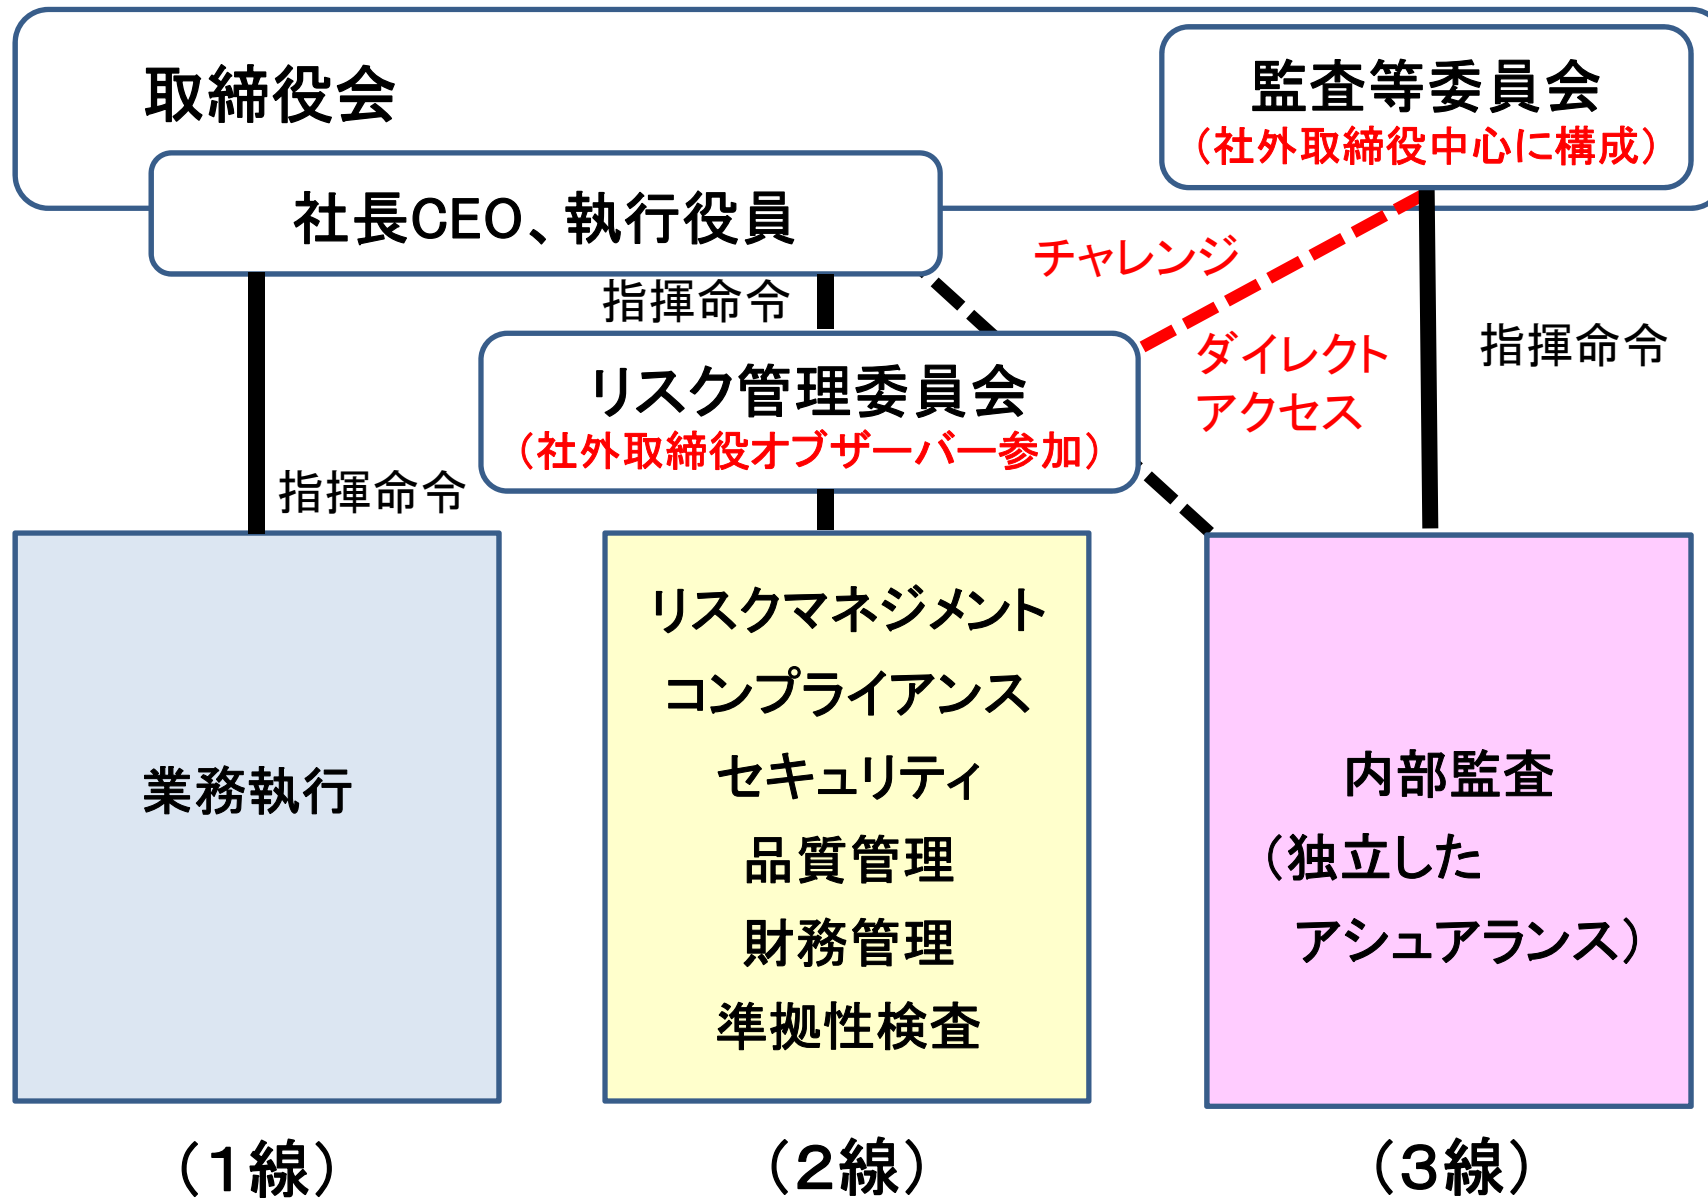 取締役会
監査等委員会
(社外取締役中心に構成)
社長CEO、執行役員
チャレンジ
指揮命令
ダイレクト
アクセス
指揮命令
リスク管理委員会
(社外取締役オブザーバー参加)
指揮命令
業務執行
リスクマネジメント
コンプライアンス
セキュリティ
品質管理
財務管理
準拠性検査
内部監査
(独立した
アシュアランス)
(1線)
(2線)
(3線)